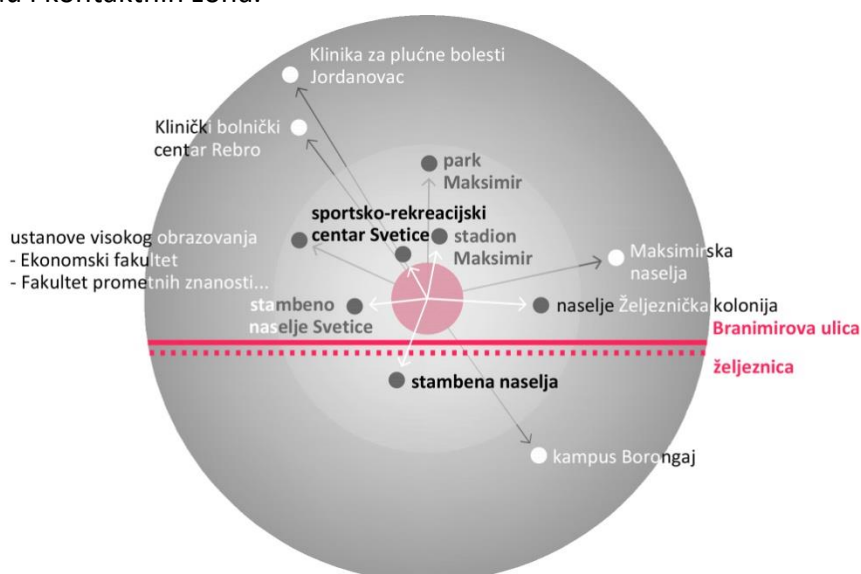 i kontaktnih zona.
Klinika za plućne bolesti
Jordanovac
Klinički bolnički
centar Rebro
park
Maksimir
sportsko-rekreacijski
centar Svetice
stadion
Maksimir
ustanove visokog obrazovanja
- Ekonomski fakultet
- Fakultet prometnih znanosti...
Maksimirska
naselja
stambeno
naselje Svetice
naselje Željeznička kolonija
Branimirova ulica
željeznica
stambena naselja
kampus Borongaj